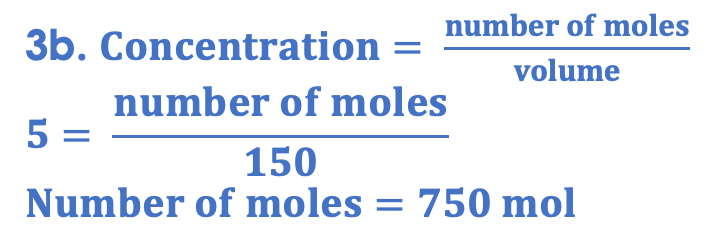 3b. Concentration = number of moles / volume
5 = number of moles / 150
Number of moles = 750 mol